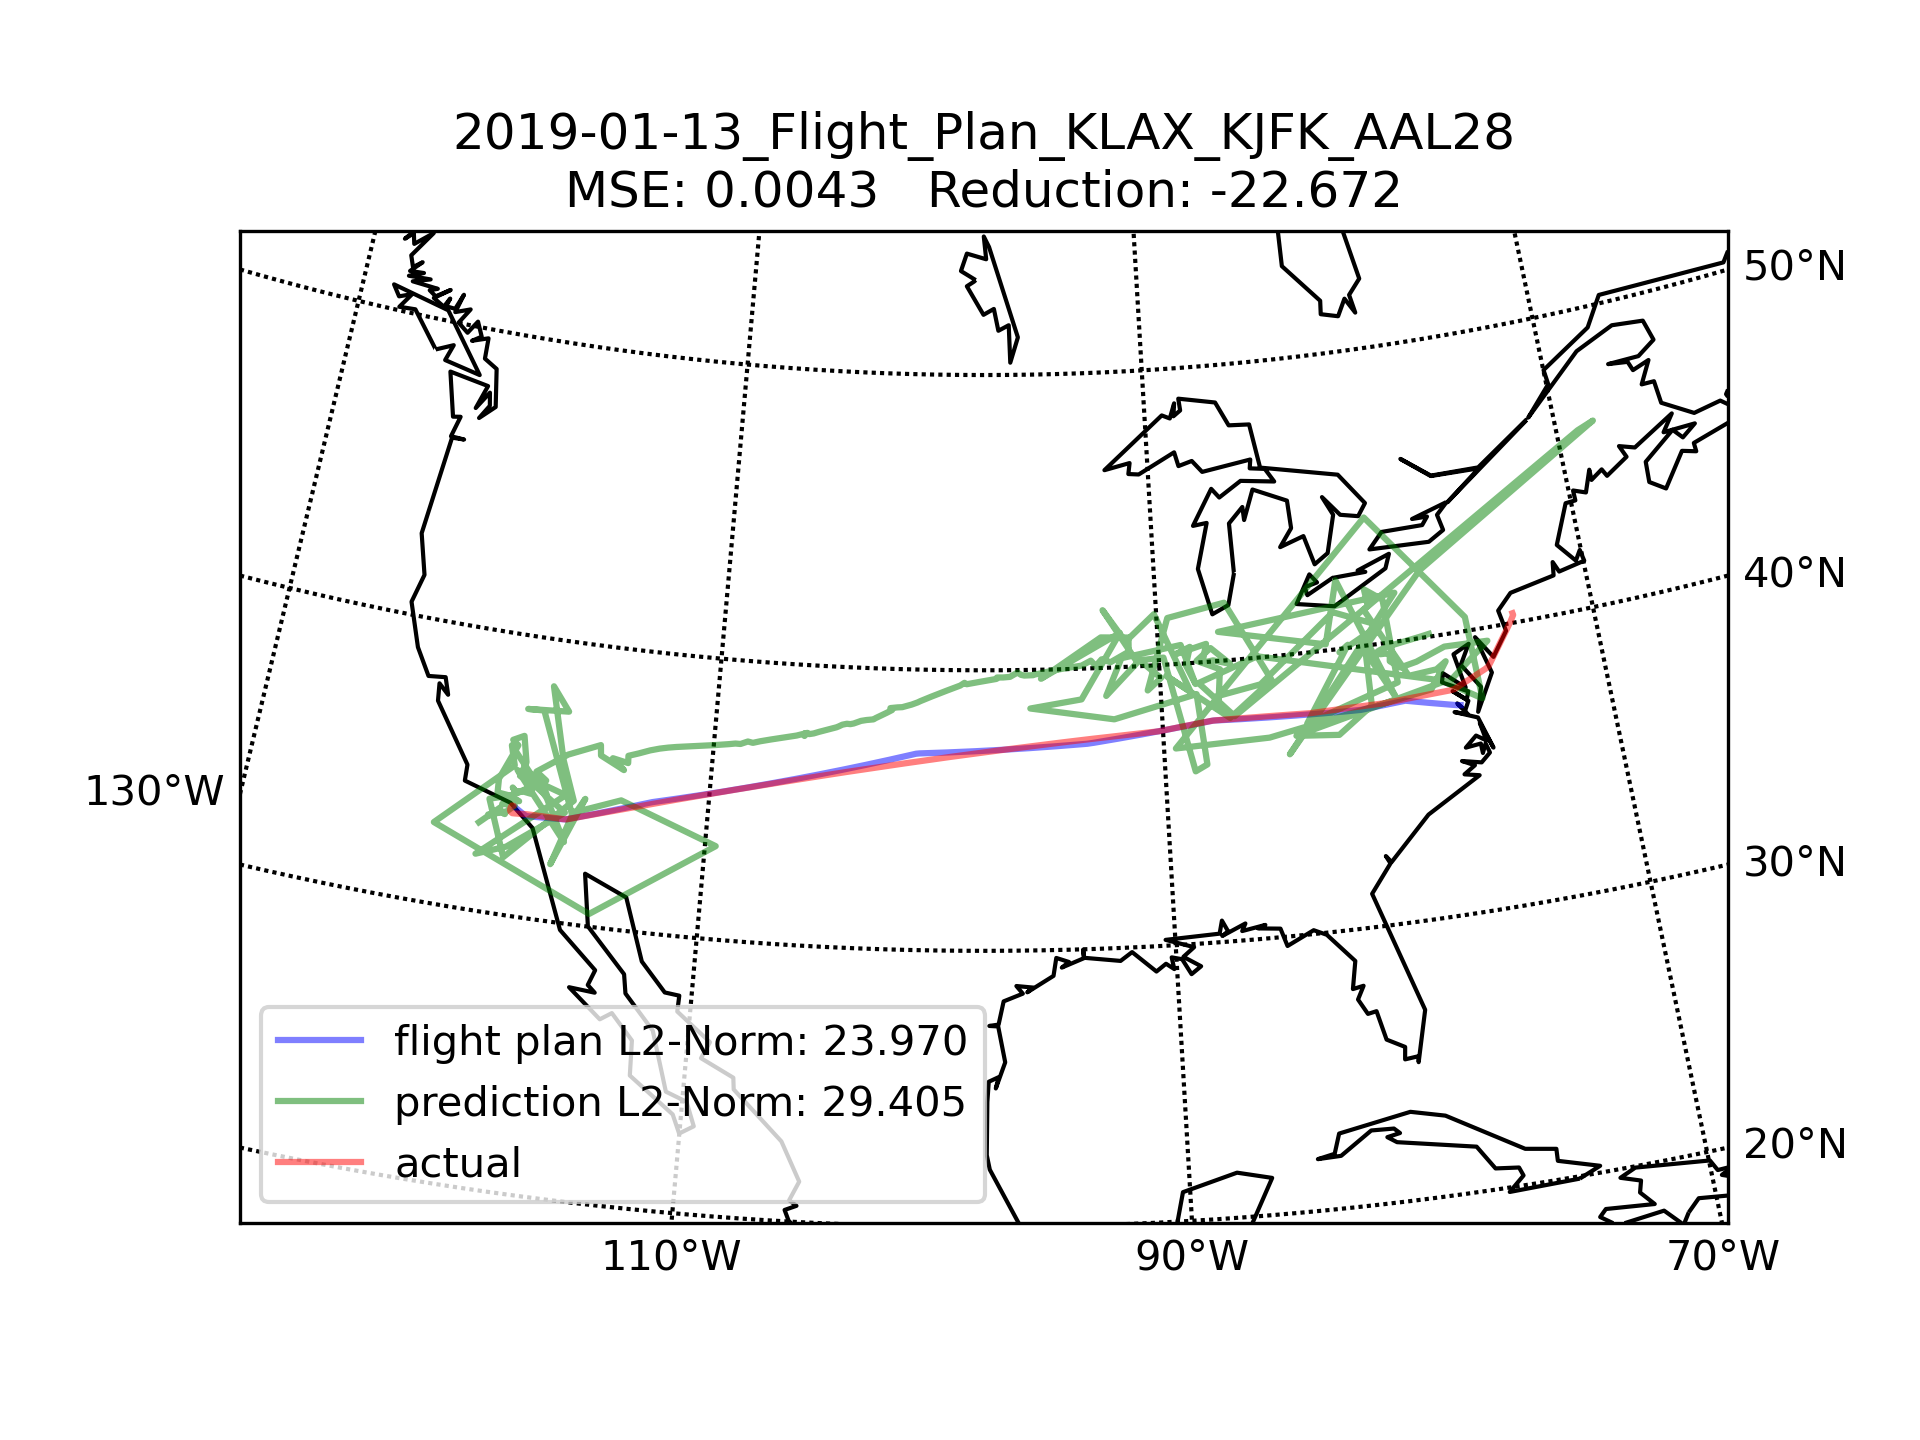 2019-01-13_Flight_Plan_KLAX_KJFK_AAL28
MSE: 0.0043   Reduction: -22.672
50°N
40°N
130°W
30°N
flight plan L2-Norm: 23.970
prediction L2-Norm: 29.405
20°N
actual
110°W
90°W
70°W